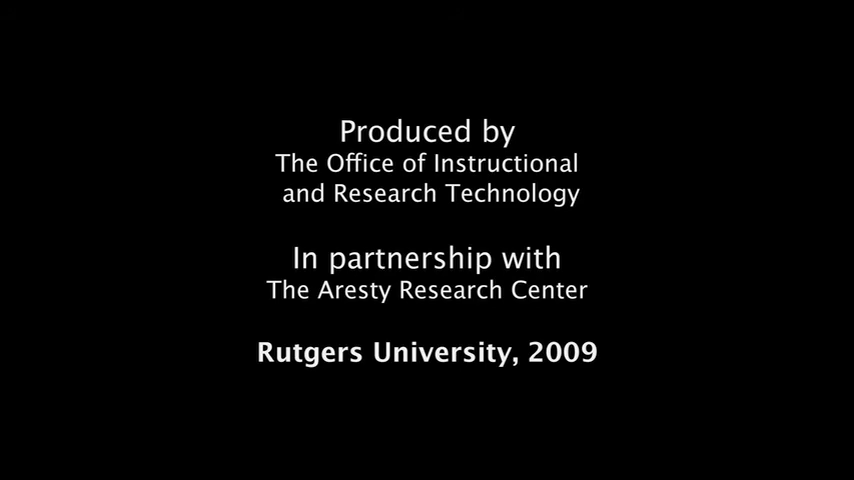 Produced by
The Office of Instructional
and Research Technology
In partnership with
The Aresty Research Center
Rutgers University, 2009